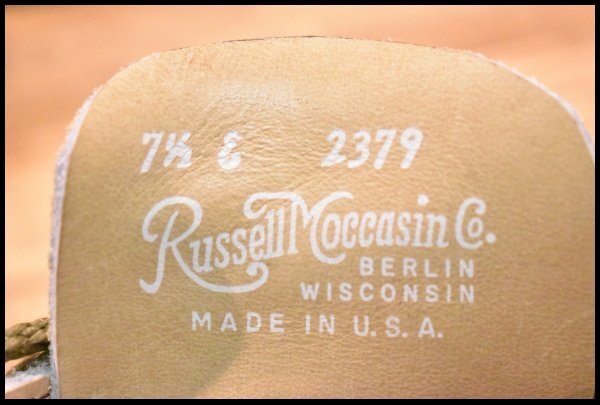 7½ E 2379
Russell Moccasin Co.
BERLIN
WISCONSIN
MADE IN U.S.A.